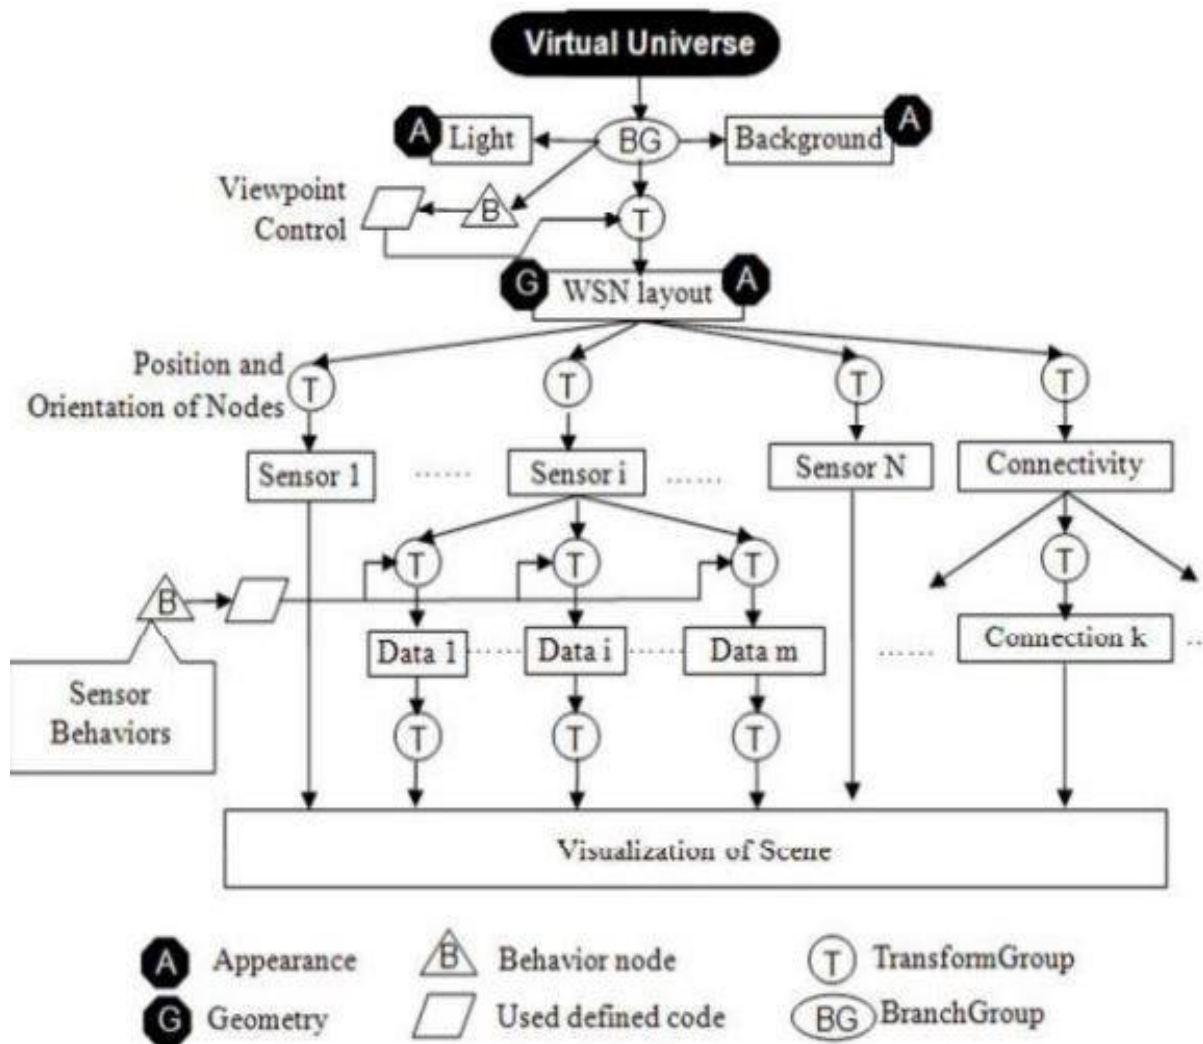 Virtual Universe
A Light
BG
Background A
Viewpoint
Control
B
T
G WSN layout A
Position and
Orientation of Nodes
T
T
T
T
Sensor 1
......
Sensor i
......
Sensor N
Connectivity
T
T
T
T
B
Data 1
......
Data i
......
Data m
......
Connection k
...
Sensor
Behaviors
T
T
T
Visualization of Scene
A Appearance
B Behavior node
T TransformGroup
G Geometry
Used defined code
BG BranchGroup